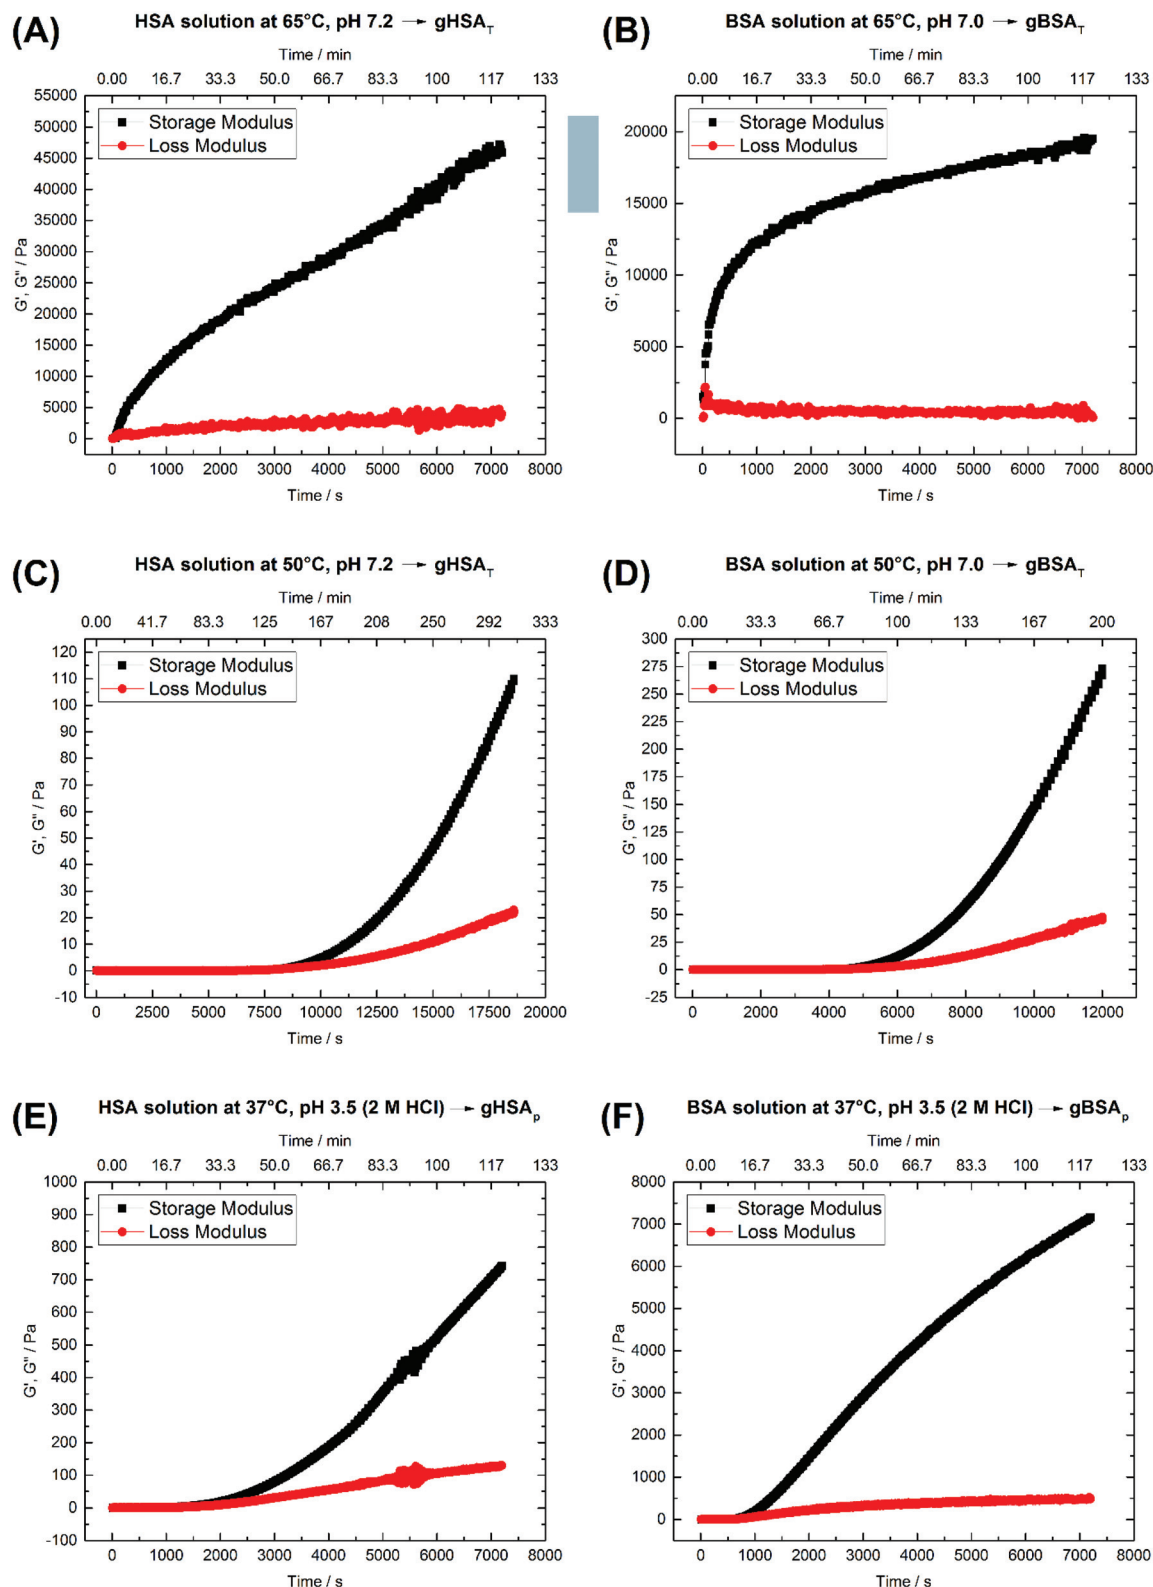 (A)
HSA solution at 65°C, pH 7.2 → gHSA_T
Time / min
0.00 16.7 33.3 50.0 66.7 83.3 100 117 133
55000
50000
45000
40000
35000
30000
25000
20000
15000
10000
5000
0
G', G'' / Pa
Storage Modulus
Loss Modulus
0 1000 2000 3000 4000 5000 6000 7000 8000
Time / s
(B)
BSA solution at 65°C, pH 7.0 → gBSA_T
Time / min
0.00 16.7 33.3 50.0 66.7 83.3 100 117 133
20000
15000
10000
5000
0
G', G'' / Pa
Storage Modulus
Loss Modulus
0 1000 2000 3000 4000 5000 6000 7000 8000
Time / s
(C)
HSA solution at 50°C, pH 7.2 → gHSA_T
Time / min
0.00 41.7 83.3 125 167 208 250 292 333
120
110
100
90
80
70
60
50
40
30
20
10
0
-10
G', G'' / Pa
Storage Modulus
Loss Modulus
0 2500 5000 7500 10000 12500 15000 17500 20000
Time / s
(D)
BSA solution at 50°C, pH 7.0 → gBSA_T
Time / min
0.00 33.3 66.7 100 133 167 200
300
275
250
225
200
175
150
125
100
75
50
25
0
-25
G', G'' / Pa
Storage Modulus
Loss Modulus
0 2000 4000 6000 8000 10000 12000
Time / s
(E)
HSA solution at 37°C, pH 3.5 (2 M HCl) → gHSA_p
Time / min
0.00 16.7 33.3 50.0 66.7 83.3 100 117 133
1000
900
800
700
600
500
400
300
200
100
0
-100
G', G'' / Pa
Storage Modulus
Loss Modulus
0 1000 2000 3000 4000 5000 6000 7000 8000
Time / s
(F)
BSA solution at 37°C, pH 3.5 (2 M HCl) → gBSA_p
Time / min
0.00 16.7 33.3 50.0 66.7 83.3 100 117 133
8000
7000
6000
5000
4000
3000
2000
1000
0
G', G'' / Pa
Storage Modulus
Loss Modulus
0 1000 2000 3000 4000 5000 6000 7000 8000
Time / s